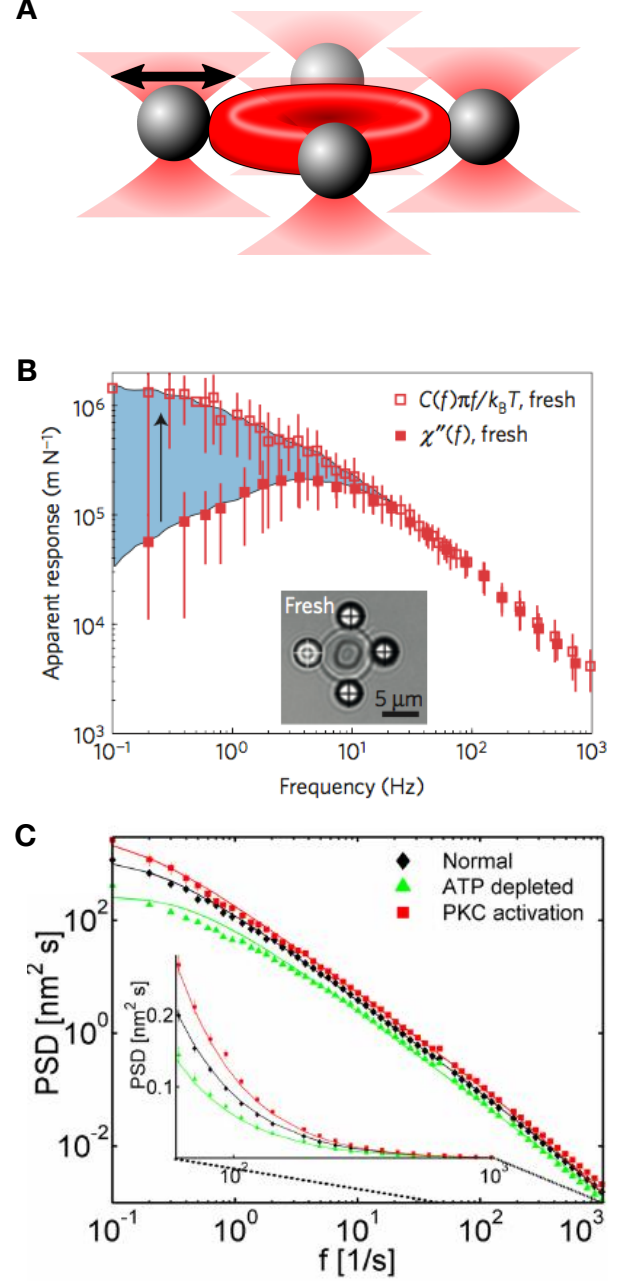 A
B
10⁶
10⁵
10⁴
10³
10⁻¹
10⁰
10¹
10²
10³
Apparent response (m N⁻¹)
Frequency (Hz)
C(f)πf/k_BT, fresh
χ″(f), fresh
Fresh
5 µm
C
Normal
ATP depleted
PKC activation
PSD [nm² s]
10²
10⁰
10⁻²
PSD [nm² s]
0.2
0.1
10²
10³
10⁻¹
10⁰
10¹
10²
10³
f [1/s]